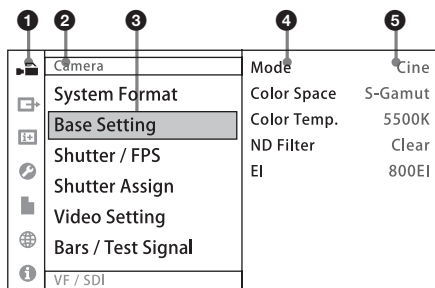 1 2 3 4 5
Camera
System Format
Base Setting
Shutter / FPS
Shutter Assign
Video Setting
Bars / Test Signal
VF / SDI
Mode Cine
Color Space S-Gamut
Color Temp. 5500K
ND Filter Clear
EI 800EI